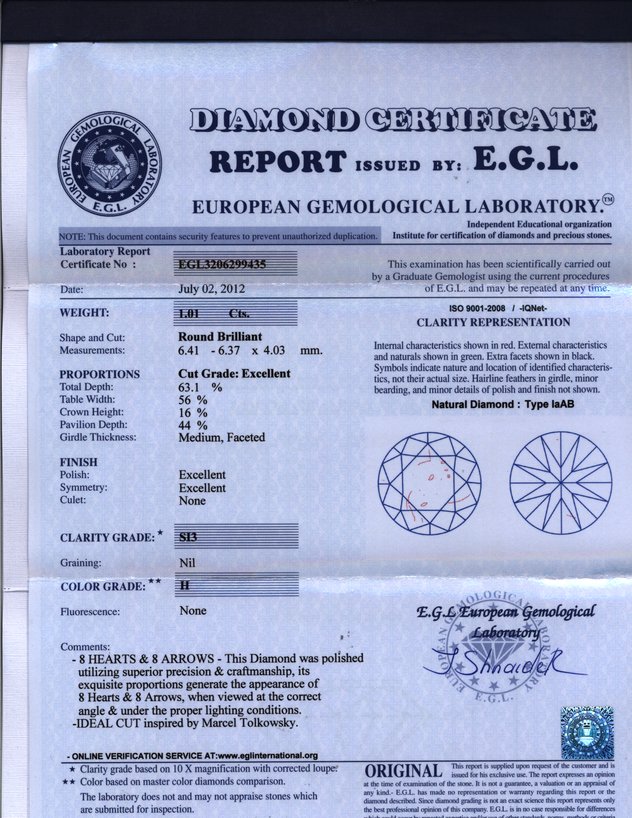 EUROPEAN GEMOLOGICAL LABORATORY
E.G.L.
DIAMOND CERTIFICATE
REPORT ISSUED BY: E.G.L.
EUROPEAN GEMOLOGICAL LABORATORY.™
Independent Educational organization
Institute for certification of diamonds and precious stones.
NOTE: This document contains security features to prevent unauthorized duplication.
Laboratory Report
Certificate No : EGL3206299435
This examination has been scientifically carried out
by a Graduate Gemologist using the current procedures
of E.G.L. and may be repeated at any time.
Date: July 02, 2012
WEIGHT: 1.01 Cts.
Shape and Cut: Round Brilliant
Measurements: 6.41 - 6.37 x 4.03 mm.
PROPORTIONS Cut Grade: Excellent
Total Depth: 63.1 %
Table Width: 56 %
Crown Height: 16 %
Pavilion Depth: 44 %
Girdle Thickness: Medium, Faceted
FINISH
Polish: Excellent
Symmetry: Excellent
Culet: None
CLARITY GRADE: ★ SI3
Graining: Nil
COLOR GRADE: ★★ H
Fluorescence: None
ISO 9001-2008 / -IQNet-
CLARITY REPRESENTATION
Internal characteristics shown in red. External characteristics
and naturals shown in green. Extra facets shown in black.
Symbols indicate nature and location of identified characteris-
tics, not their actual size. Hairline feathers in girdle, minor
bearding, and minor details of polish and finish not shown.
Natural Diamond : Type IaAB
E.G.L European Gemological
Laboratory
EUROPEAN GEMOLOGICAL LABORATORY
E.G.L.
Comments:
- 8 HEARTS & 8 ARROWS - This Diamond was polished
utilizing superior precision & craftmanship, its
exquisite proportions generate the appearance of
8 Hearts & 8 Arrows, when viewed at the correct
angle & under the proper lighting conditions.
-IDEAL CUT inspired by Marcel Tolkowsky.
- ONLINE VERIFICATION SERVICE AT:www.eglinternational.org
★ Clarity grade based on 10 X magnification with corrected loupe.
★★ Color based on master color diamonds comparison.
The laboratory does not and may not appraise stones which
are submitted for inspection.
ORIGINAL This report is supplied upon request of the customer and is
issued for his exclusive use. The report expresses an opinion
at the time of examination of the stone. It is not a guarantee, a valuation or an appraisal of
any kind.- E.G.L. has made no representation or warranty regarding this report or the
diamond described. Since diamond grading is not an exact science this report represents only
the best professional opinion of this company. E.G.L. is in no case responsible for differences